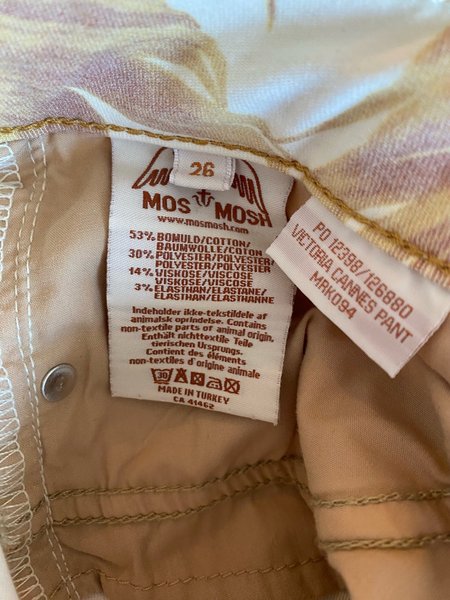 26
MOS MOSH
www.mosmosh.com
53% BOMULD/COTTON/
BAUMWOLLE/COTTON
30% POLYESTER/POLYESTER
POLYESTER/POLYESTER
14% VISKOSE/VISCOSE
VISKOSE/VISCOSE
3% ELASTAN/ELASTANE/
ELASTHAN/ELASTHANNE
Indeholder ikke-tekstildele af
animalsk oprindelse. Contains
non-textile parts of animal origin.
Enthält nichttextile Teile
tierischen Ursprungs.
Contient des éléments
non-textiles d'origine animale
30
MADE IN TURKEY
CA 41462
PO 12398/126880
VICTORIA CANNES PANT
MRK094